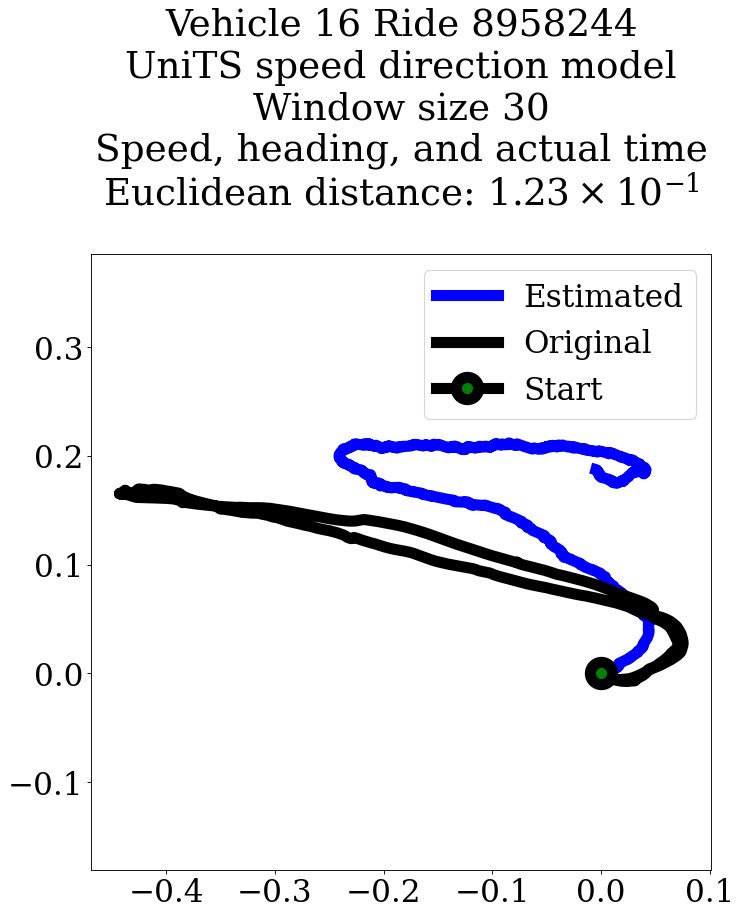 Vehicle 16 Ride 8958244
UniTS speed direction model
Window size 30
Speed, heading, and actual time
Euclidean distance: 1.23 × 10⁻¹
Estimated
Original
Start
0.3
0.2
0.1
0.0
−0.1
−0.4 −0.3 −0.2 −0.1 0.0 0.1